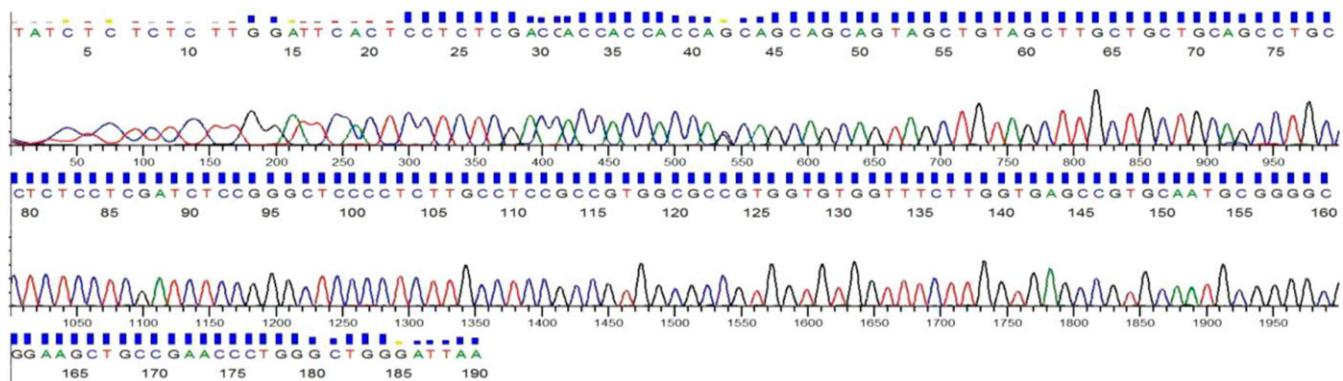 TATCTC TCTC TTGGATTCACTCCTCTCGACCACCACCACCAGCAGCAGCAGTAGCTGTAGCTTGCTGCTGCAGCCTGC
5 10 15 20 25 30 35 40 45 50 55 60 65 70 75
50 100 150 200 250 300 350 400 450 500 550 600 650 700 750 800 850 900 950
CTCTCCTCGATCTCCGGGCTCCCCTCTTGCCTCCGCCGTGGCGCCGTGGTGTGGTTTCTTGGTGAGCCGTGCAATGCGGGGC
80 85 90 95 100 105 110 115 120 125 130 135 140 145 150 155 160
1050 1100 1150 1200 1250 1300 1350 1400 1450 1500 1550 1600 1650 1700 1750 1800 1850 1900 1950
GGAAGCTGCCGAACCCTGGGCTGGGATTAA
165 170 175 180 185 190